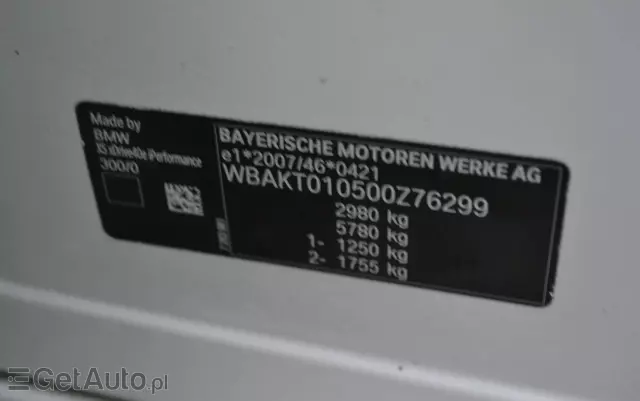 Made by
BMW
X5 xDrive40e iPerformance
300/0
BAYERISCHE MOTOREN WERKE AG
e1*2007/46*0421
WBAKT010500Z76299
2980 kg
5780 kg
1- 1250 kg
2- 1755 kg
GetAuto.pl